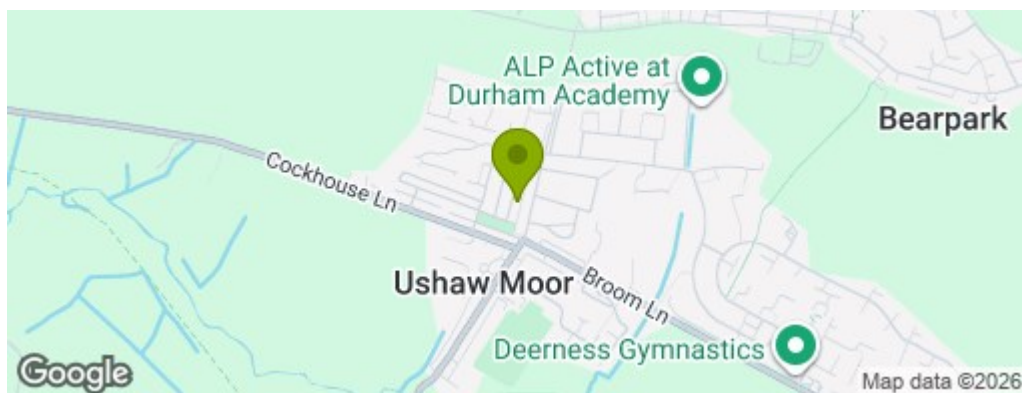 ALP Active at
Durham Academy
Bearpark
Cockhouse Ln
Ushaw Moor
Broom Ln
Deerness Gymnastics
Google
Map data ©2026